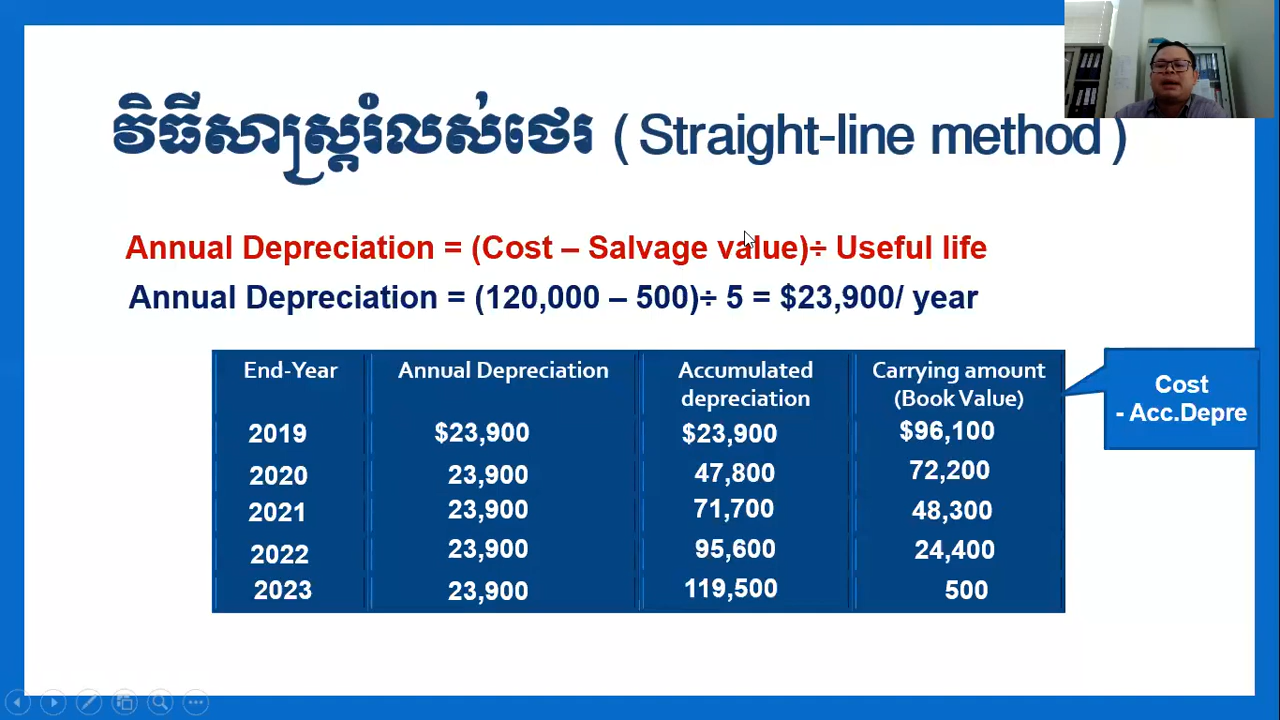 វិធីសាស្ត្ររំលស់ថេរ (Straight-line method)
Annual Depreciation = (Cost – Salvage value)÷ Useful life
Annual Depreciation = (120,000 – 500)÷ 5 = $23,900/ year
End-Year Annual Depreciation Accumulated depreciation Carrying amount (Book Value)
2019 $23,900 $23,900 $96,100
2020 23,900 47,800 72,200
2021 23,900 71,700 48,300
2022 23,900 95,600 24,400
2023 23,900 119,500 500
Cost
- Acc.Depre